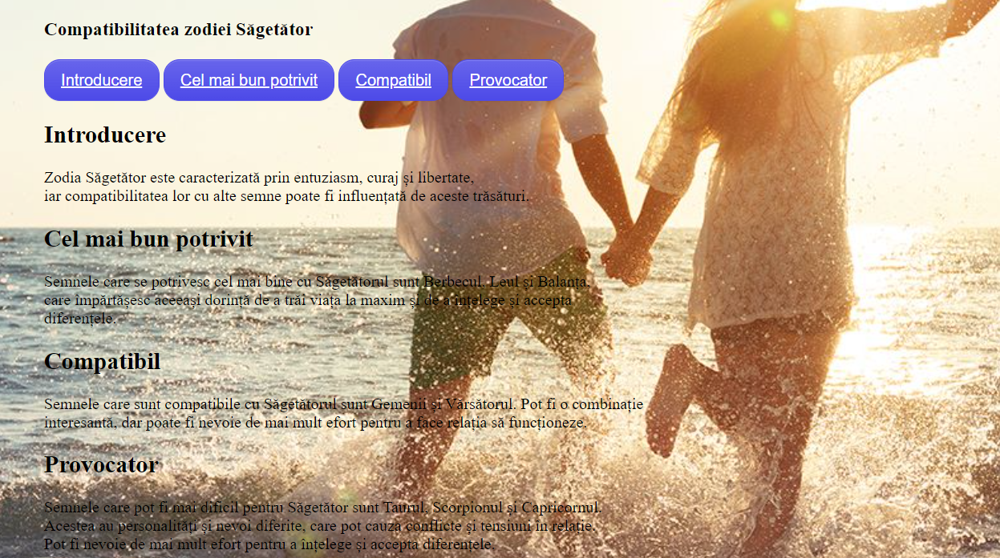 Compatibilitatea zodiei Săgetător
Introducere Cel mai bun potrivit Compatibil Provocator
Introducere
Zodia Săgetător este caracterizată prin entuziasm, curaj și libertate,
iar compatibilitatea lor cu alte semne poate fi influențată de aceste trăsături.
Cel mai bun potrivit
Semnele care se potrivesc cel mai bine cu Săgetătorul sunt Berbecul, Leul și Balanța,
care împărtășesc aceeași dorință de a trăi viața la maxim și de a înțelege și accepta
diferențele.
Compatibil
Semnele care sunt compatibile cu Săgetătorul sunt Gemenii și Vărsătorul. Pot fi o combinație
interesantă, dar poate fi nevoie de mai mult efort pentru a face relația să funcționeze.
Provocator
Semnele care pot fi mai dificil pentru Săgetător sunt Taurul, Scorpionul și Capricornul.
Acestea au personalități și nevoi diferite, care pot cauza conflicte și tensiuni în relație.
Pot fi nevoie de mai mult efort pentru a înțelege și accepta diferențele.